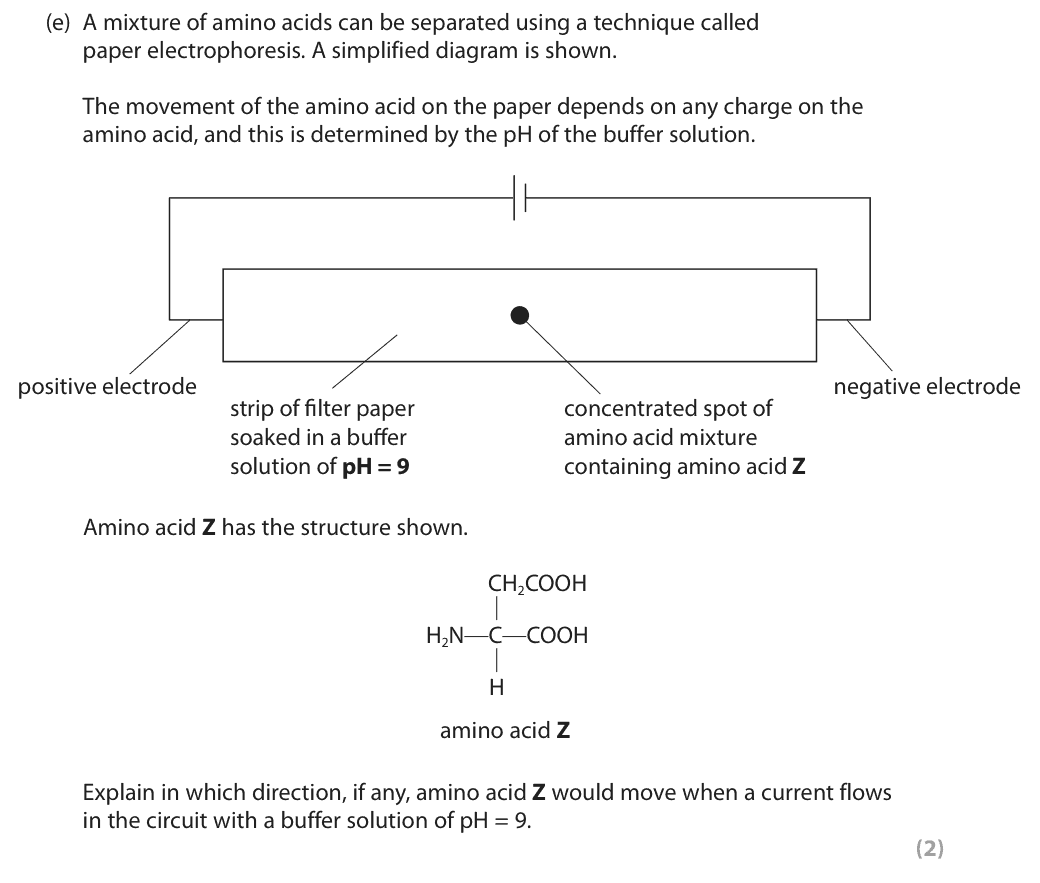 (e) A mixture of amino acids can be separated using a technique called
paper electrophoresis. A simplified diagram is shown.
The movement of the amino acid on the paper depends on any charge on the
amino acid, and this is determined by the pH of the buffer solution.
positive electrode
negative electrode
strip of filter paper
soaked in a buffer
solution of pH = 9
concentrated spot of
amino acid mixture
containing amino acid Z
Amino acid Z has the structure shown.
CH₂COOH
H₂N—C—COOH
H
amino acid Z
Explain in which direction, if any, amino acid Z would move when a current flows
in the circuit with a buffer solution of pH = 9.
(2)